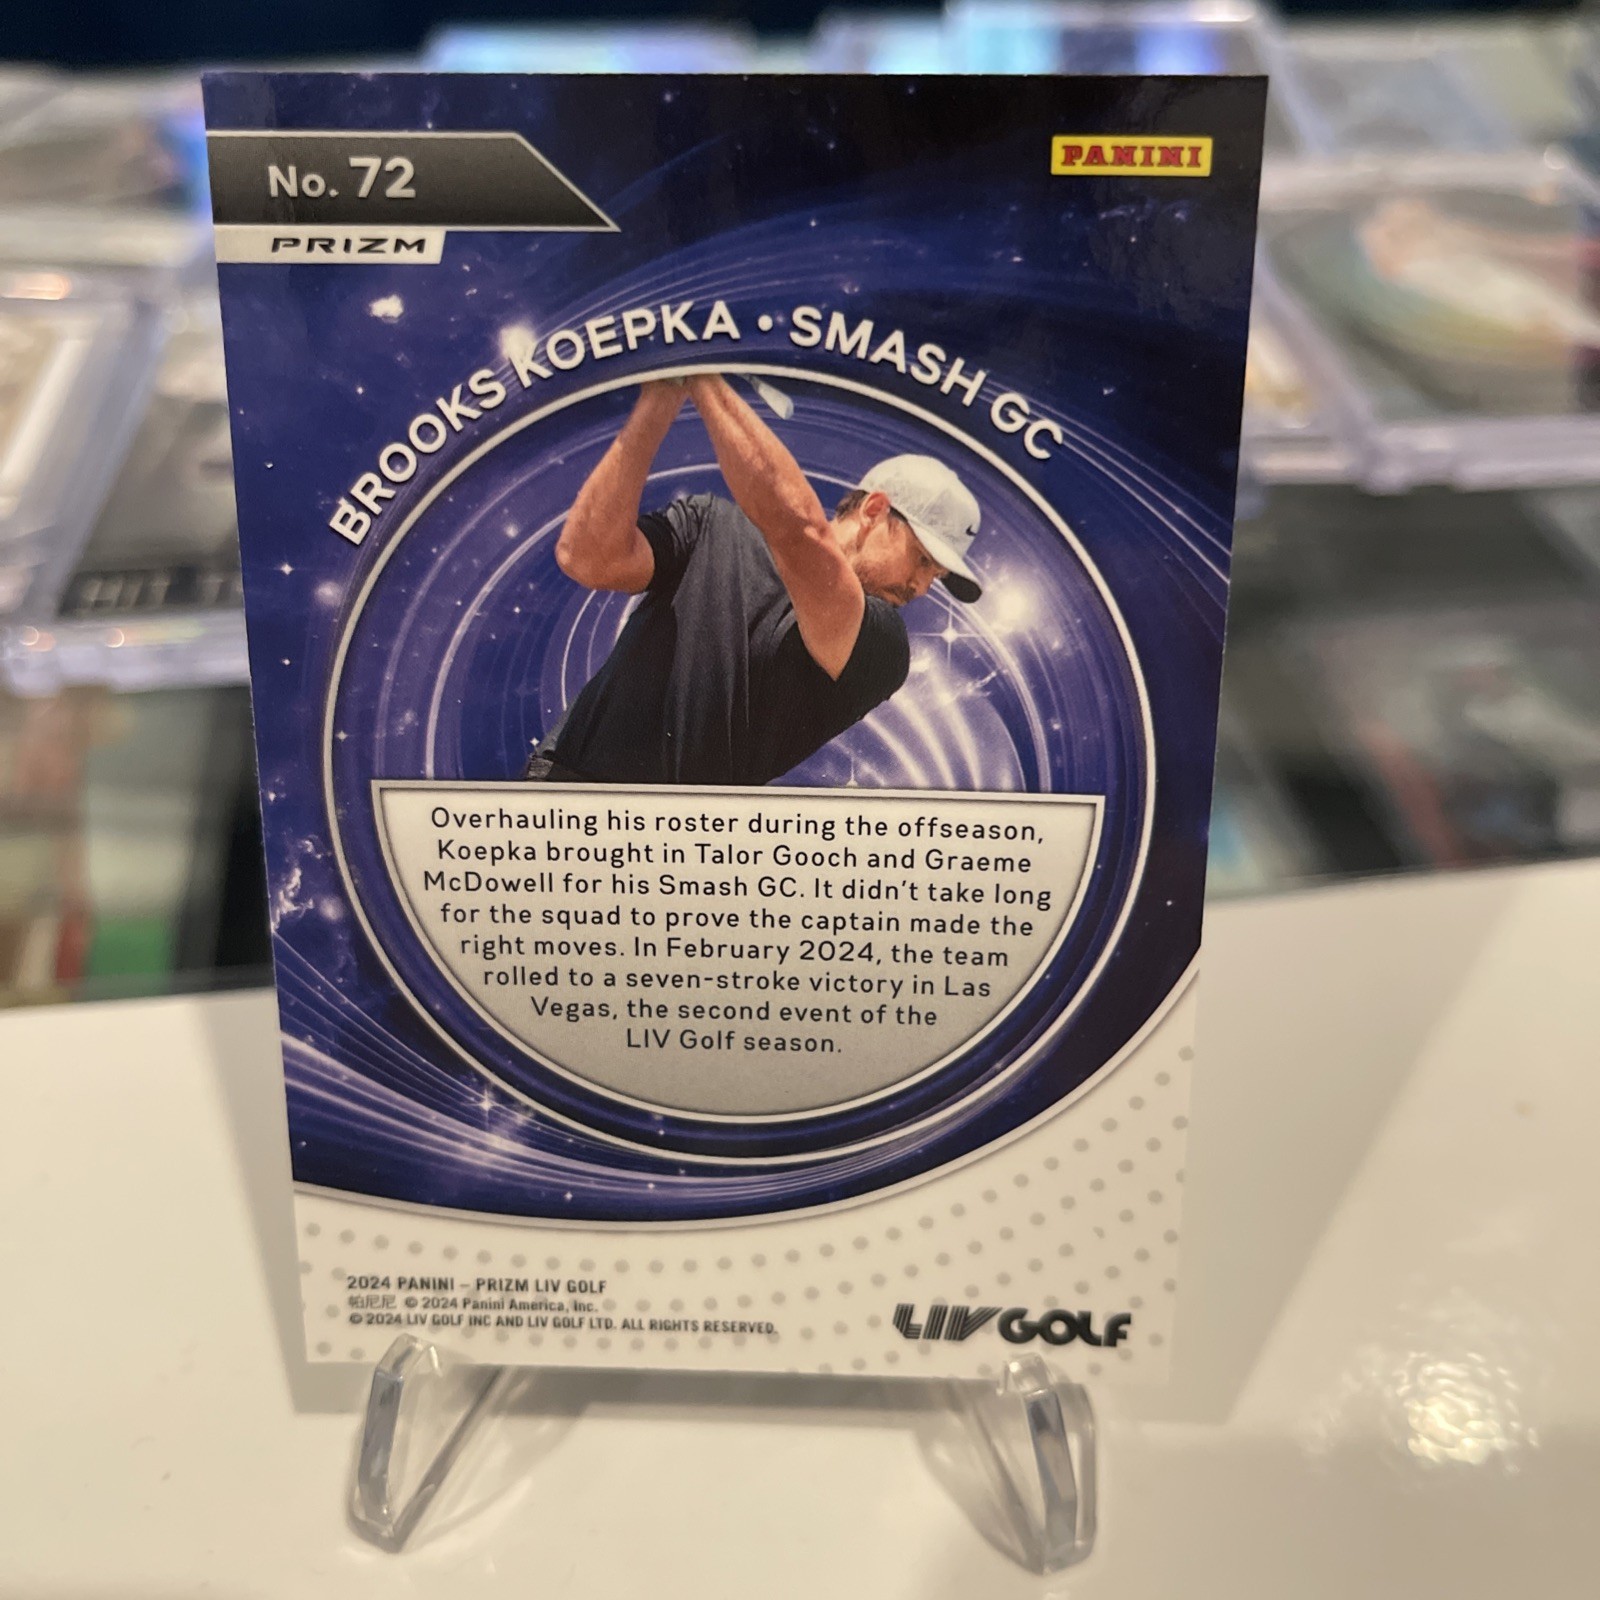 No. 72
PANINI
PRIZM
BROOKS KOEPKA • SMASH GC
Overhauling his roster during the offseason,
Koepka brought in Talor Gooch and Graeme
McDowell for his Smash GC. It didn't take long
for the squad to prove the captain made the
right moves. In February 2024, the team
rolled to a seven-stroke victory in Las
Vegas, the second event of the
LIV Golf season.
2024 PANINI – PRIZM LIV GOLF
帕尼尼 © 2024 Panini America, Inc.
© 2024 LIV GOLF INC AND LIV GOLF LTD. ALL RIGHTS RESERVED.
LIV GOLF